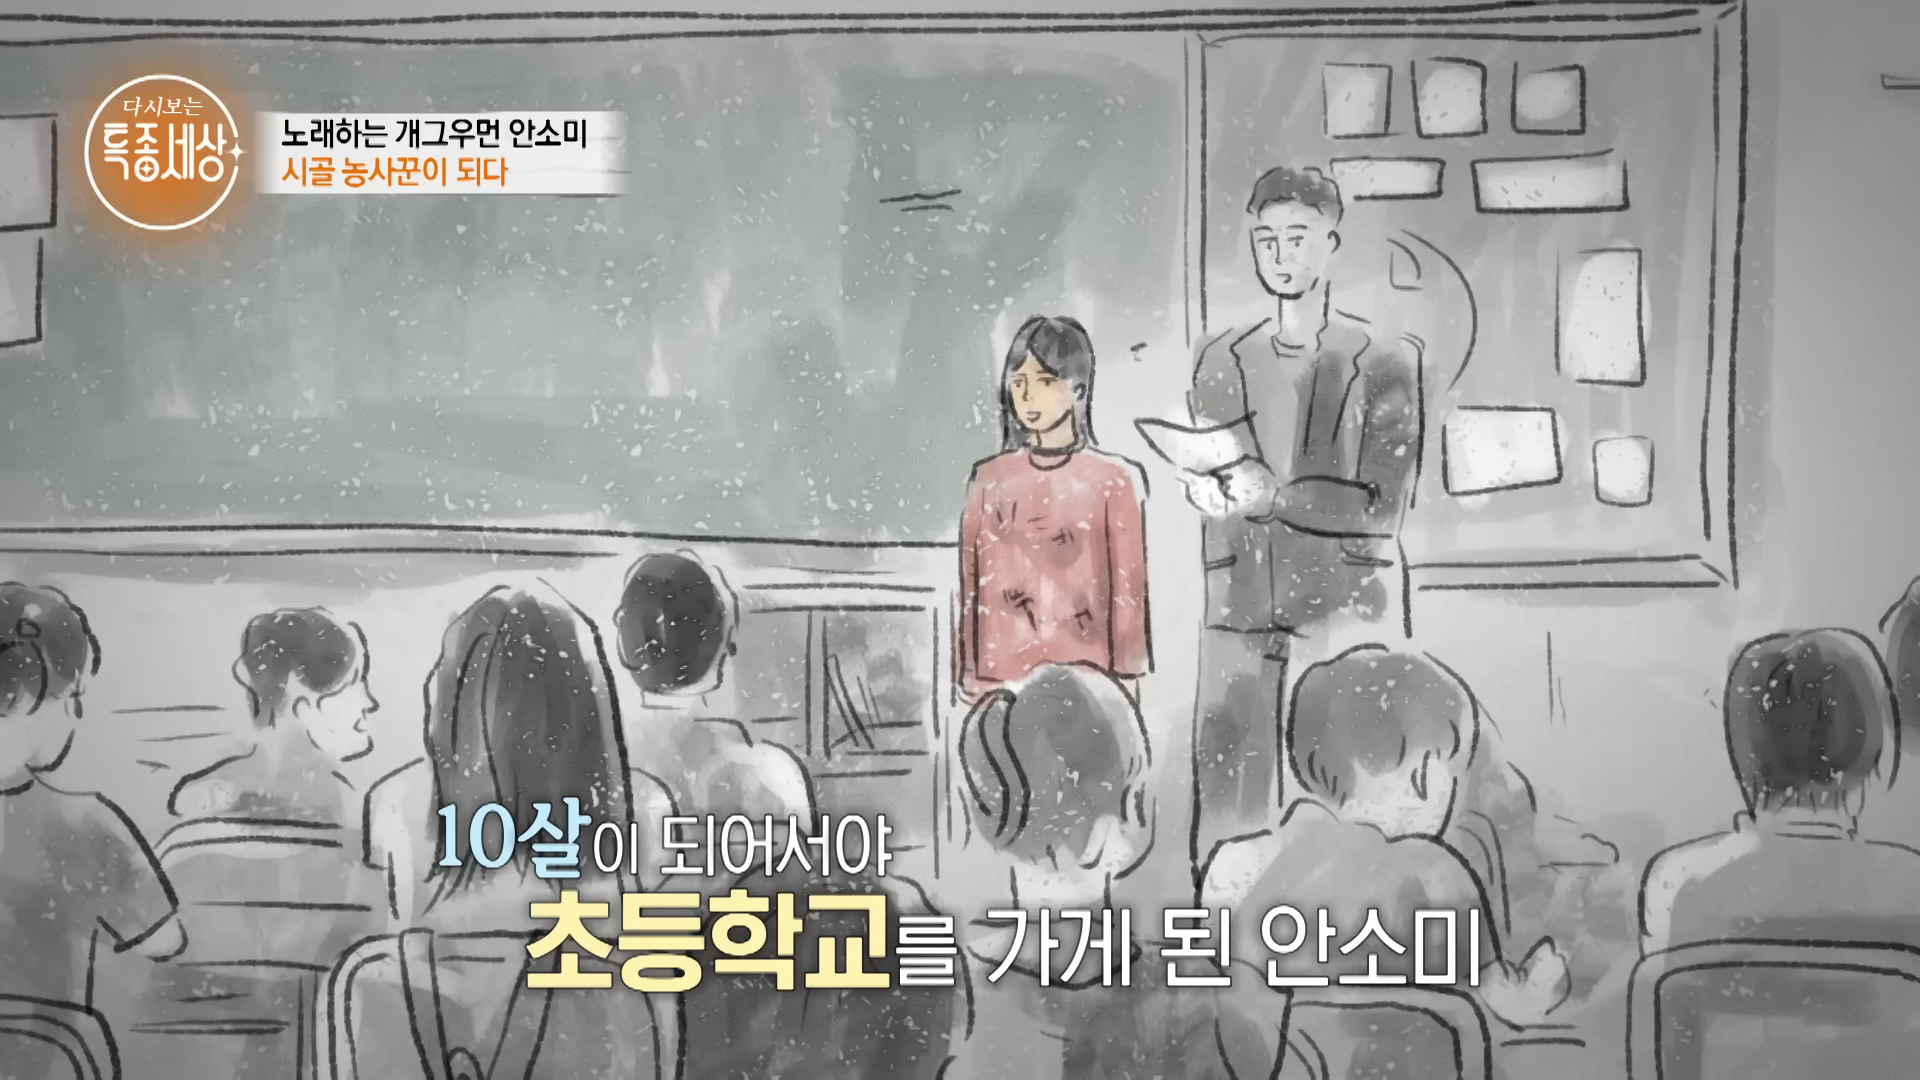 다시보는
특종세상
노래하는 개그우먼 안소미
시골 농사꾼이 되다
10살이 되어서야
초등학교를 가게 된 안소미